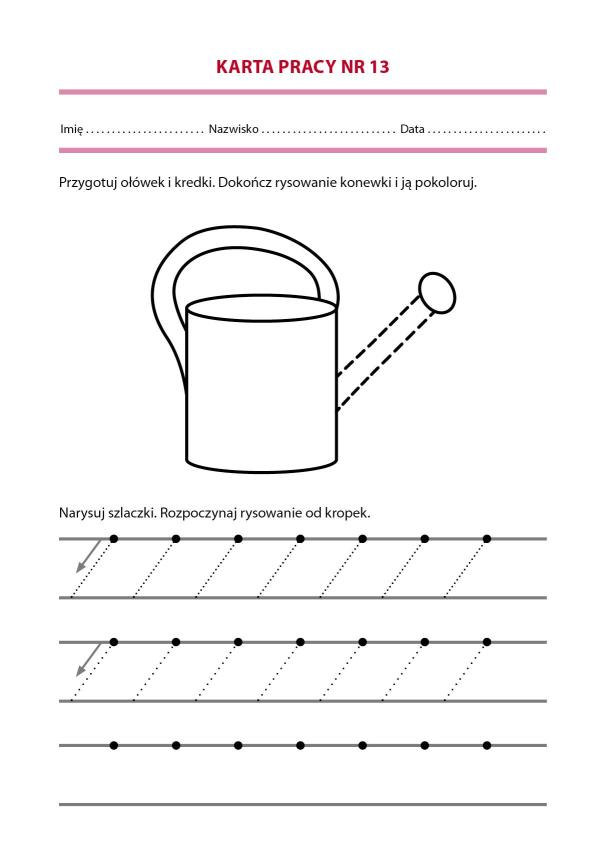 KARTA PRACY NR 13
Imię ....................... Nazwisko .......................... Data .......................
Przygotuj ołówek i kredki. Dokończ rysowanie konewki i ją pokoloruj.
Narysuj szlaczki. Rozpoczynaj rysowanie od kropek.